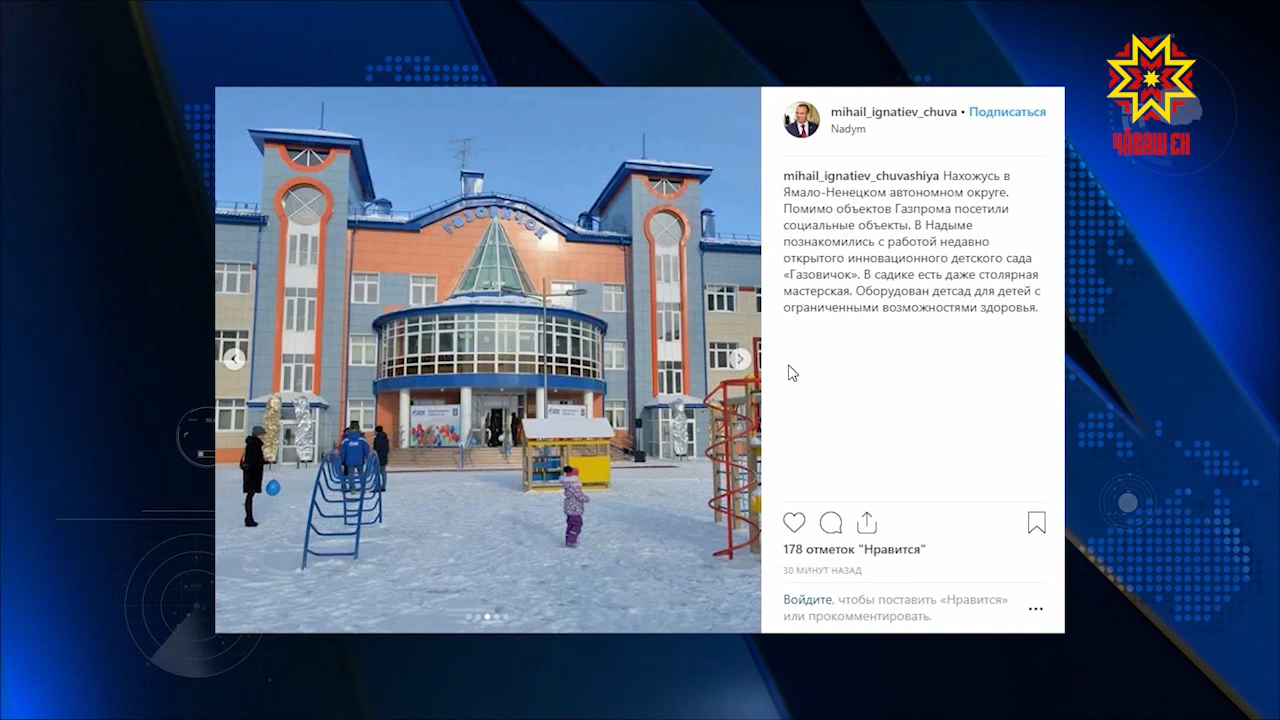 ЧӐВАШ ЕН
ГАЗОВИЧОК
mihail_ignatiev_chuva • Подписаться
Nadym
mihail_ignatiev_chuvashiya Нахожусь в
Ямало-Ненецком автономном округе.
Помимо объектов Газпрома посетили
социальные объекты. В Надыме
познакомились с работой недавно
открытого инновационного детского сада
«Газовичок». В садике есть даже столярная
мастерская. Оборудован детсад для детей с
ограниченными возможностями здоровья.
178 отметок "Нравится"
30 МИНУТ НАЗАД
Войдите, чтобы поставить «Нравится»
или прокомментировать.